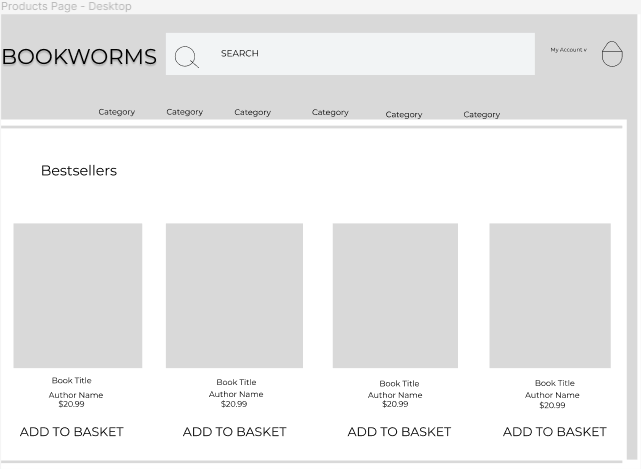 Products Page - Desktop
BOOKWORMS
SEARCH
My Account v
Category Category Category Category Category Category
Bestsellers
Book Title Book Title Book Title Book Title
Author Name Author Name Author Name Author Name
$20.99 $20.99 $20.99 $20.99
ADD TO BASKET ADD TO BASKET ADD TO BASKET ADD TO BASKET